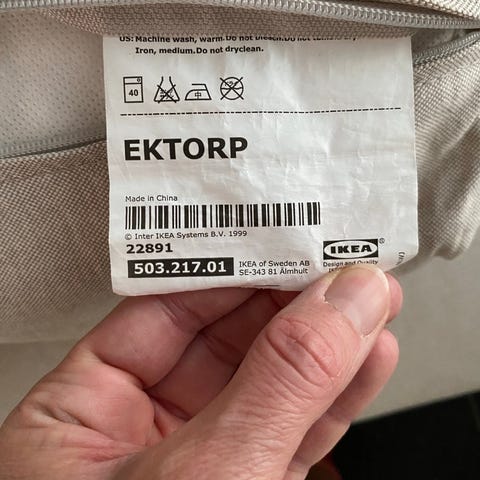 US: Machine wash, warm. Do not bleach. Do not
Iron, medium. Do not dryclean.
40 中
EKTORP
Made in China
© Inter IKEA Systems B.V. 1999
22891
503.217.01
IKEA of Sweden AB
SE-343 81 Älmhult
IKEA®
Design and Quality